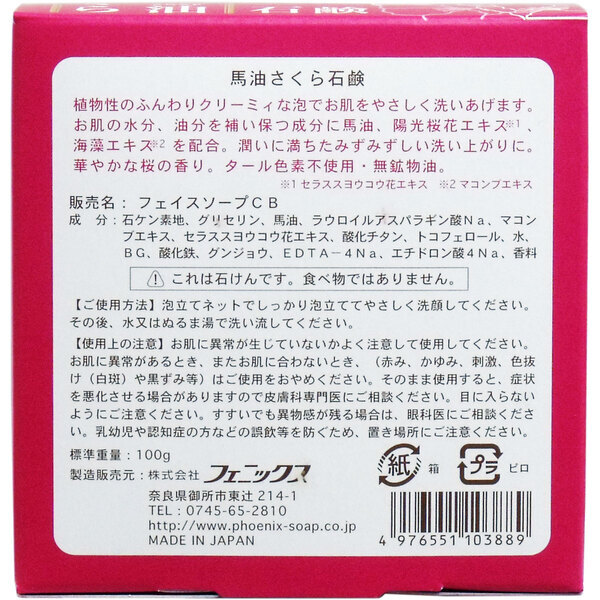 ら 油 石鹸
馬油さくら石鹸
植物性のふんわりクリーミィな泡でお肌をやさしく洗いあげます。
お肌の水分、油分を補い保つ成分に馬油、陽光桜花エキス※1、
海藻エキス※2 を配合。潤いに満ちたみずみずしい洗い上がりに。
華やかな桜の香り。タール色素不使用・無鉱物油。
※1 セラススヨウコウ花エキス ※2 マコンブエキス
販売名：フェイスソープＣＢ
成　分：石ケン素地、グリセリン、馬油、ラウロイルアスパラギン酸Ｎa、マコン
ブエキス、セラススヨウコウ花エキス、酸化チタン、トコフェロール、水、
ＢＧ、酸化鉄、グンジョウ、ＥＤＴＡ－４Ｎa、エチドロン酸4Ｎa、香料
⚠ これは石けんです。食べ物ではありません。
【ご使用方法】泡立てネットでしっかり泡立ててやさしく洗顔してください。
その後、水又はぬるま湯で洗い流してください。
【使用上の注意】お肌に異常が生じていないかよく注意して使用してください。
お肌に異常があるとき、またお肌に合わないとき、（赤み、かゆみ、刺激、色抜
け（白斑）や黒ずみ等）はご使用をおやめください。そのまま使用すると、症状
を悪化させる場合がありますので皮膚科専門医にご相談ください。目に入らない
ようにご注意ください。すすいでも異物感が残る場合は、眼科医にご相談くださ
い。乳幼児や認知症の方などの誤飲等を防ぐため、置き場所にご注意ください。
標準重量：100g
製造販売元：株式会社 フェニックス
奈良県御所市東辻 214-1
TEL : 0745-65-2810
http://www.phoenix-soap.co.jp
MADE IN JAPAN
紙 箱 プラ ピロ
4 976551 103889